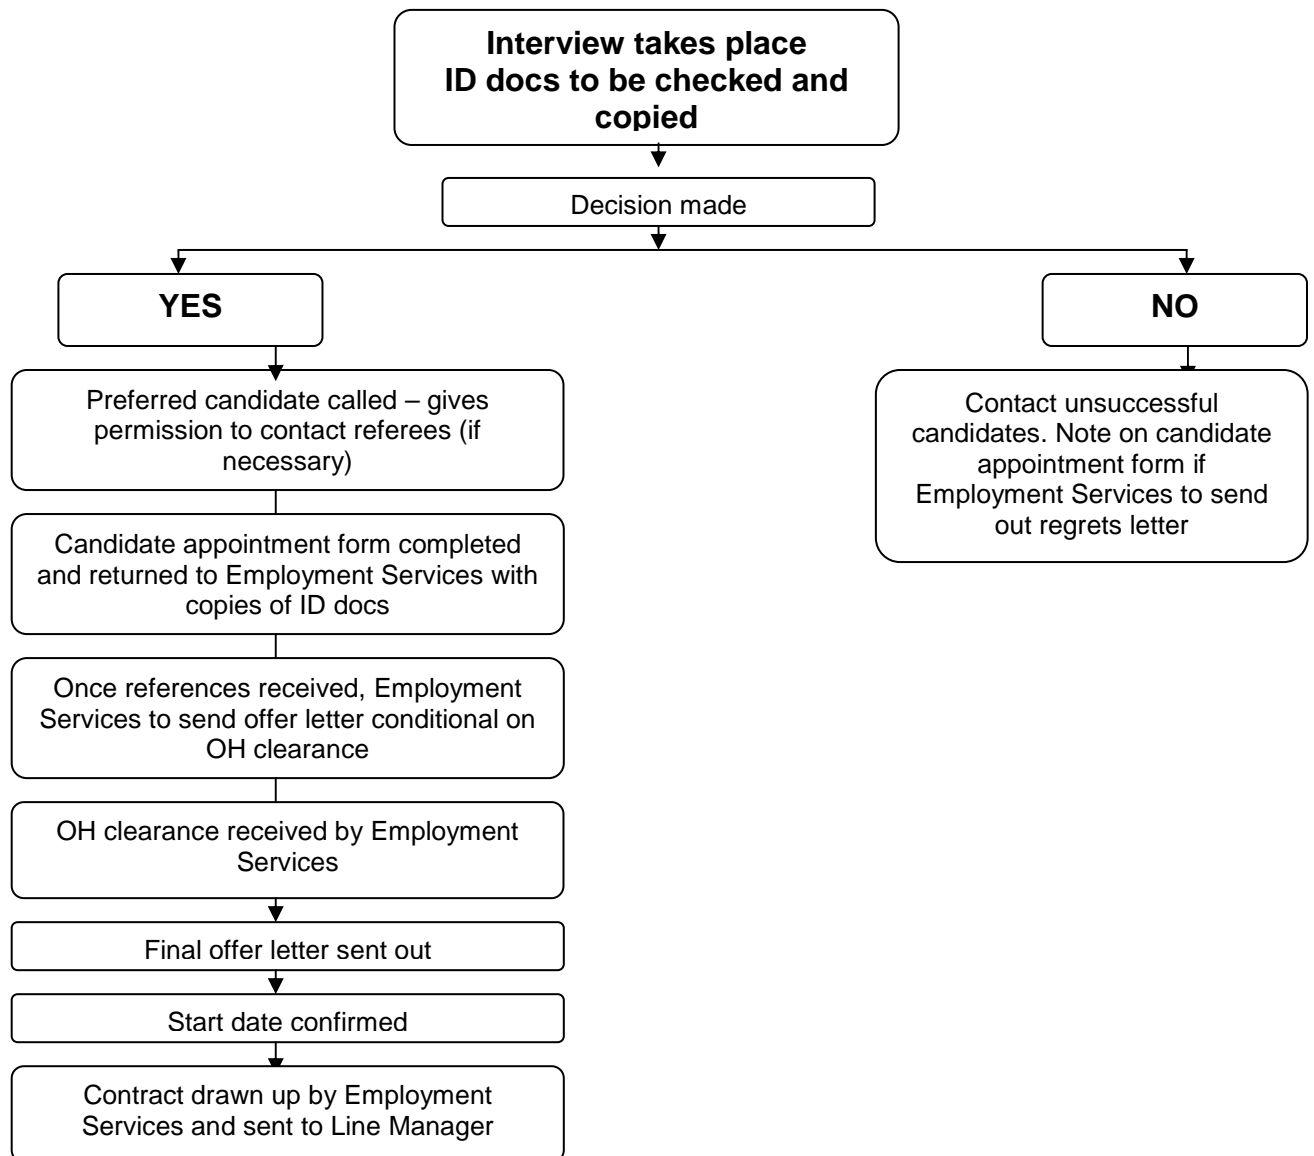 Interview takes place
ID docs to be checked and
copied
Decision made
YES
NO
Preferred candidate called – gives
permission to contact referees (if
necessary)
Contact unsuccessful
candidates. Note on candidate
appointment form if
Employment Services to send
out regrets letter
Candidate appointment form completed
and returned to Employment Services with
copies of ID docs
Once references received, Employment
Services to send offer letter conditional on
OH clearance
OH clearance received by Employment
Services
Final offer letter sent out
Start date confirmed
Contract drawn up by Employment
Services and sent to Line Manager